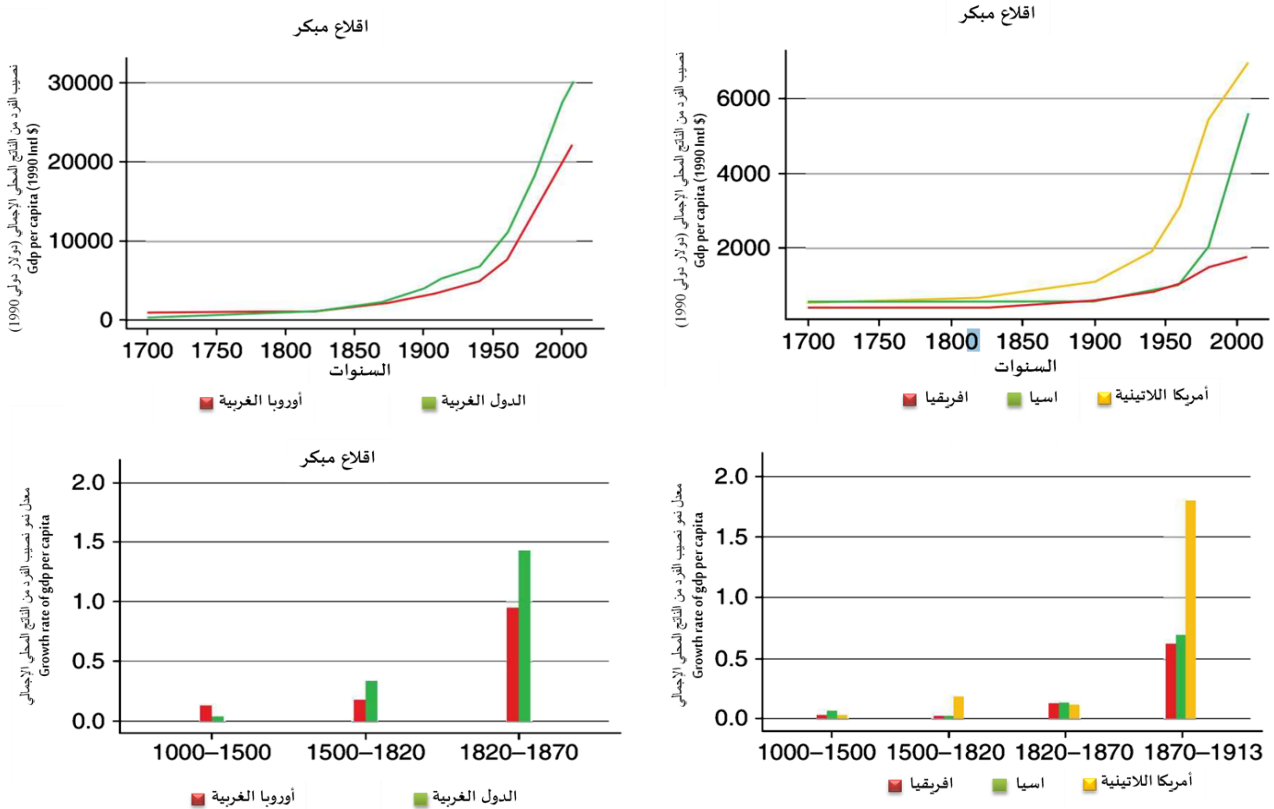 اقلاع مبكر
نصيب الفرد من الناتج المحلي الإجمالي (دولار دولي 1990)
Gdp per capita (1990 Intl $)
30000
20000
10000
0
1700 1750 1800 1850 1900 1950 2000
السنوات
أوروبا الغربية
الدول الغربية
اقلاع مبكر
نصيب الفرد من الناتج المحلي الإجمالي (دولار دولي 1990)
Gdp per capita (1990 Intl $)
6000
4000
2000
1700 1750 1800 1850 1900 1950 2000
السنوات
افريقيا
اسيا
أمريكا اللاتينية
اقلاع مبكر
معدل نمو نصيب الفرد من الناتج المحلي الإجمالي
Growth rate of gdp per capita
2.0
1.5
1.0
0.5
0.0
1000–1500 1500–1820 1820–1870
أوروبا الغربية
الدول الغربية
معدل نمو نصيب الفرد من الناتج المحلي الإجمالي
Growth rate of gdp per capita
2.0
1.5
1.0
0.5
0.0
1000–1500 1500–1820 1820–1870 1870–1913
افريقيا
اسيا
أمريكا اللاتينية